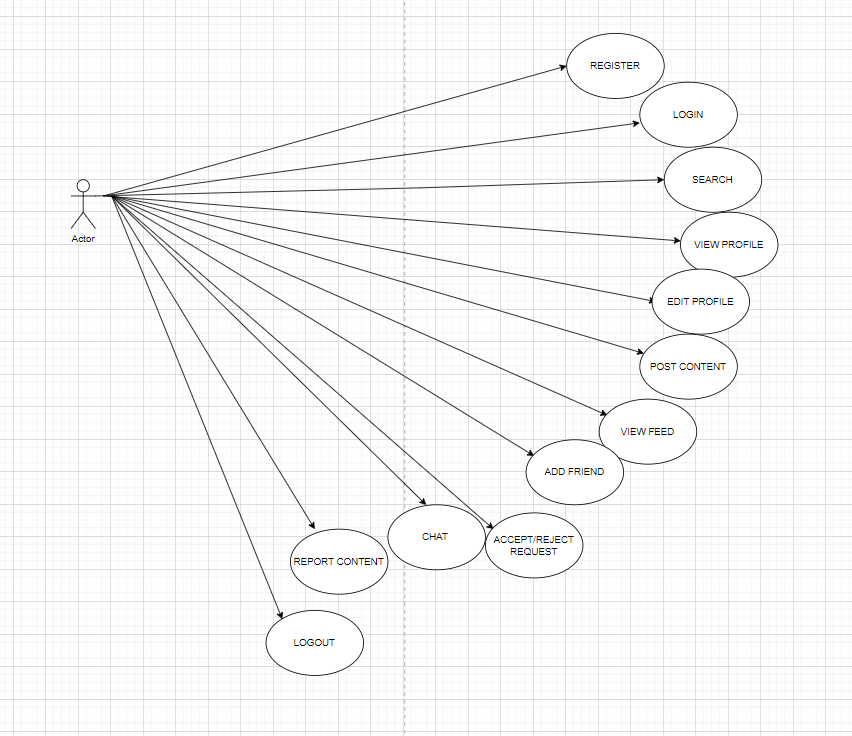 REGISTER
LOGIN
SEARCH
Actor
VIEW PROFILE
EDIT PROFILE
POST CONTENT
VIEW FEED
ADD FRIEND
CHAT
ACCEPT/REJECT
REQUEST
REPORT CONTENT
LOGOUT